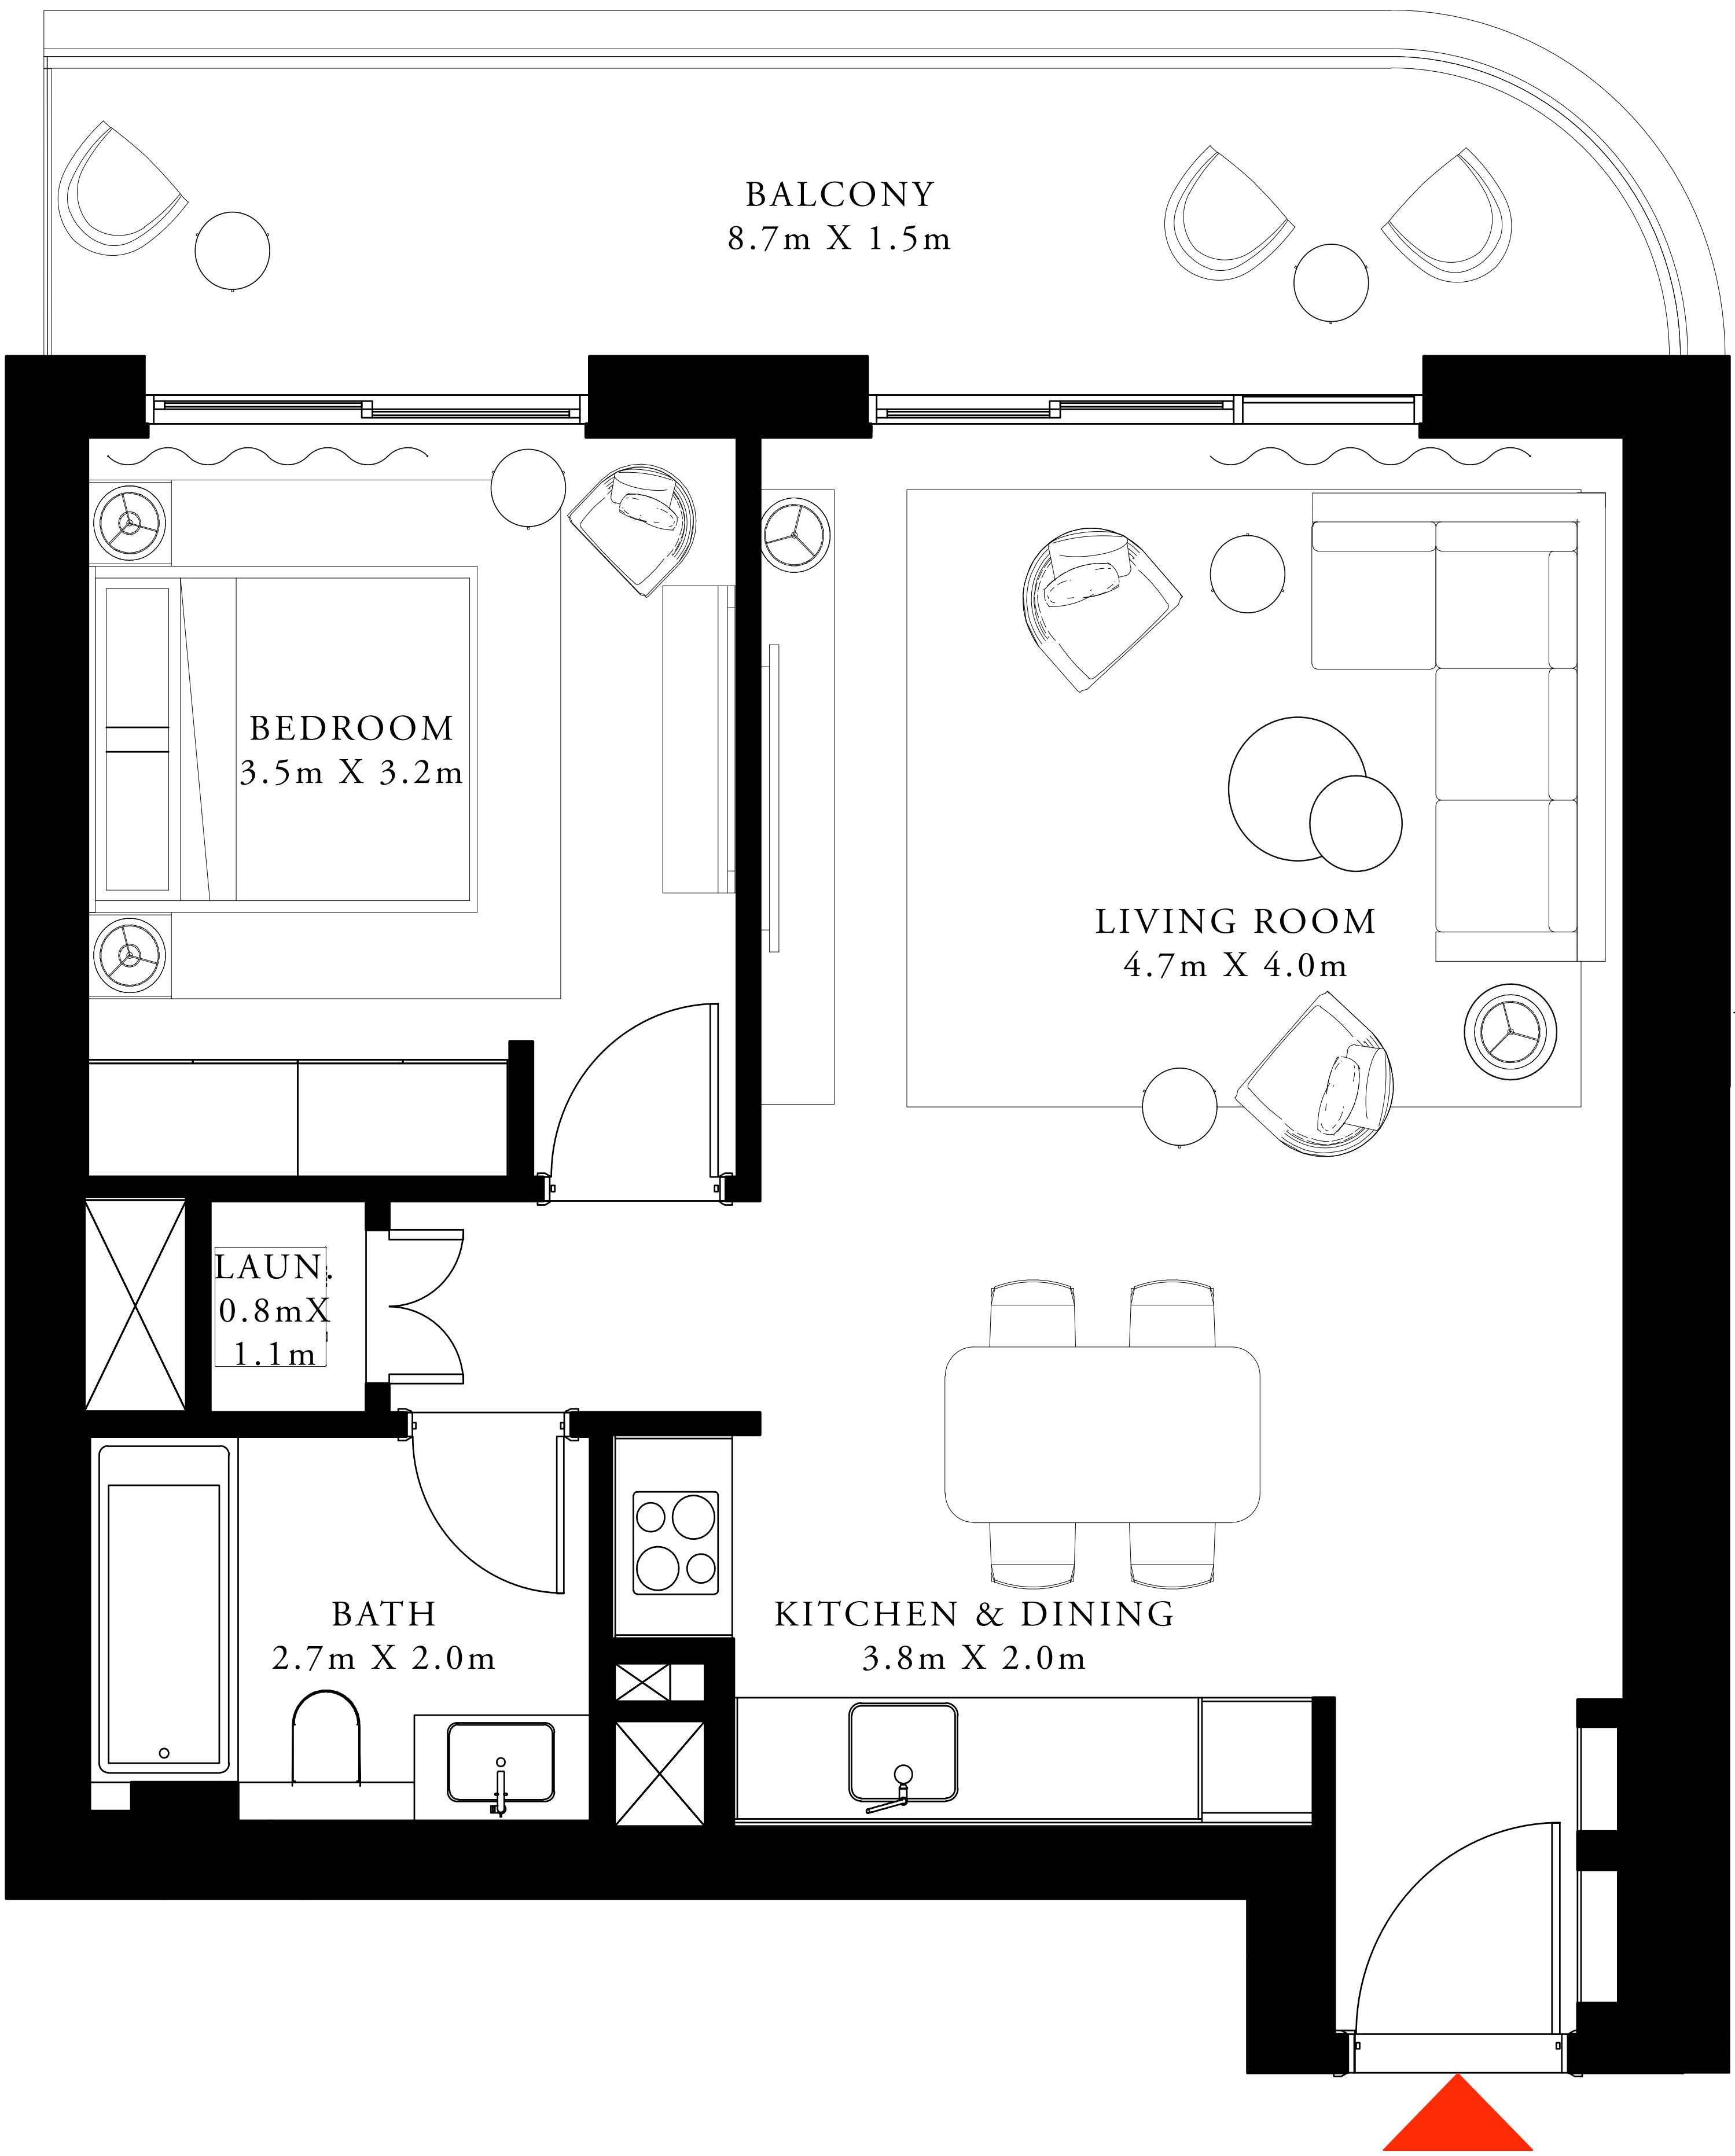 BALCONY
8.7m X 1.5m
BEDROOM
3.5m X 3.2m
LIVING ROOM
4.7m X 4.0m
LAUN.
0.8mX
1.1m
BATH
2.7m X 2.0m
KITCHEN & DINING
3.8m X 2.0m